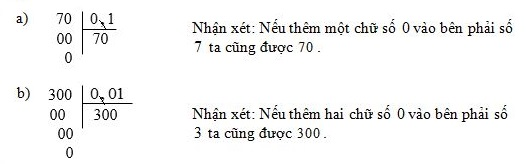 a) 70 0,1
00 70
0
Nhận xét: Nếu thêm một chữ số 0 vào bên phải số
7 ta cũng được 70 .
b) 300 0,01
00 300
00
0
Nhận xét: Nếu thêm hai chữ số 0 vào bên phải số
3 ta cũng được 300 .